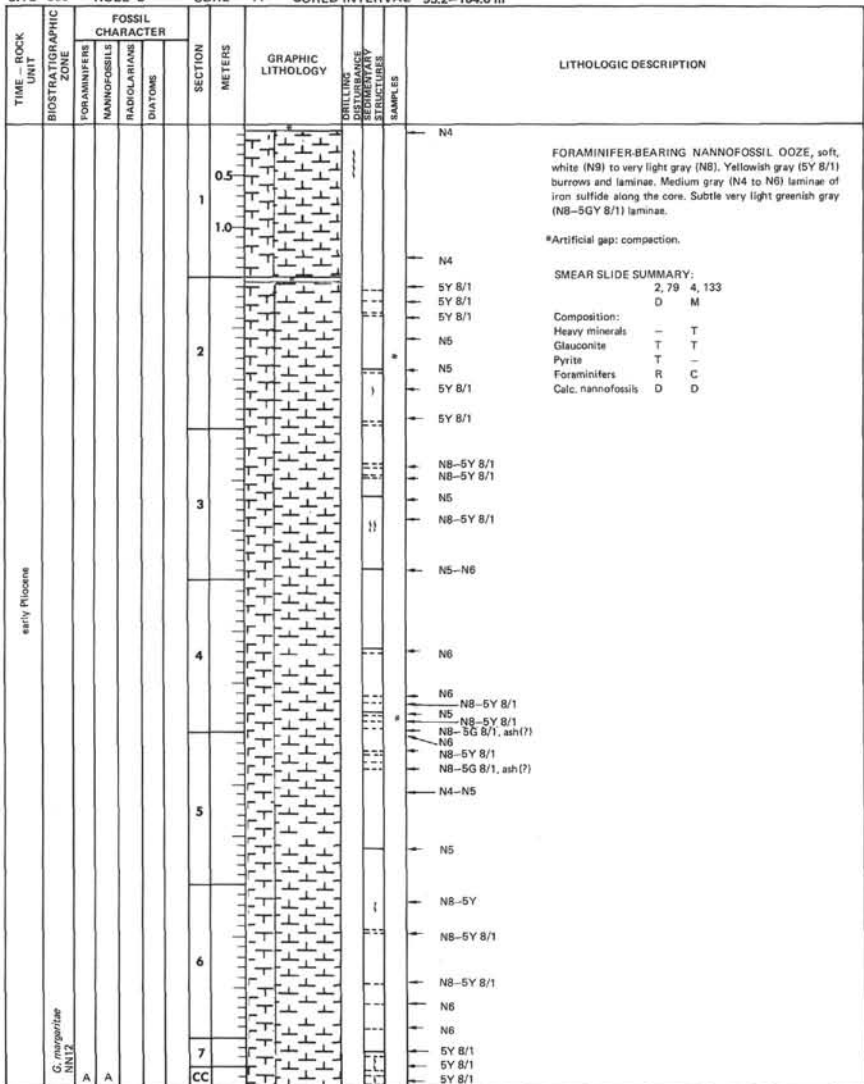 CORED INTERVAL
TIME – ROCK UNIT
BIOSTRATIGRAPHIC ZONE
FOSSIL CHARACTER
FORAMINIFERS
NANNOFOSSILS
RADIOLARIANS
DIATOMS
SECTION
METERS
GRAPHIC LITHOLOGY
DRILLING DISTURBANCE
SEDIMENTARY STRUCTURES
SAMPLES
LITHOLOGIC DESCRIPTION
early Pliocene
G. margaritae
NN12
A A
1
0.5
1.0
2
3
4
5
6
7
CC
*
*
*
*
N4
N4
5Y 8/1
5Y 8/1
5Y 8/1
N5
N5
5Y 8/1
5Y 8/1
N8–5Y 8/1
N8–5Y 8/1
N5
N8–5Y 8/1
N5–N6
N6
N6
N8–5Y 8/1
N5
N8–5Y 8/1
N8–5G 8/1, ash(?)
N6
N8–5Y 8/1
N8–5G 8/1, ash(?)
N4–N5
N5
N8–5Y
N8–5Y 8/1
N8–5Y 8/1
N6
N6
5Y 8/1
5Y 8/1
5Y 8/1
FORAMINIFER-BEARING NANNOFOSSIL OOZE, soft,
white (N9) to very light gray (N8). Yellowish gray (5Y 8/1)
burrows and laminae. Medium gray (N4 to N6) laminae of
iron sulfide along the core. Subtle very light greenish gray
(N8–5GY 8/1) laminae.
*Artificial gap: compaction.
SMEAR SLIDE SUMMARY:
2, 79 4, 133
D M
Composition:
Heavy minerals – T
Glauconite T T
Pyrite T –
Foraminifers R C
Calc. nannofossils D D